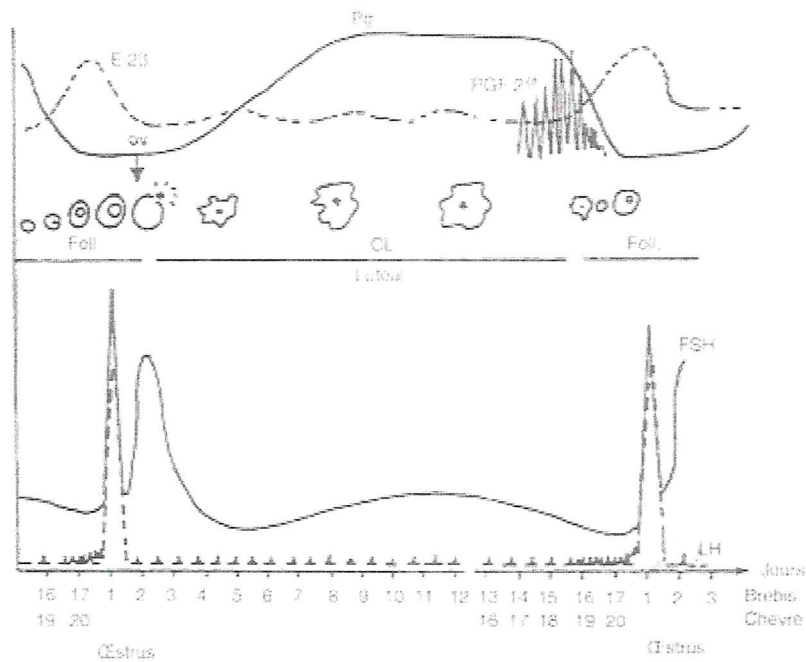 Pg
E 2β
PGF 2α
ov
Foll
CL
Foll.
Lutéal
FSH
LH
Jours
16 17 1 2 3 4 5 6 7 8 9 10 11 12 13 14 15 16 17 1 2 3 Brebis
19 20 16 17 18 19 20 Chèvre
Œstrus Œstrus